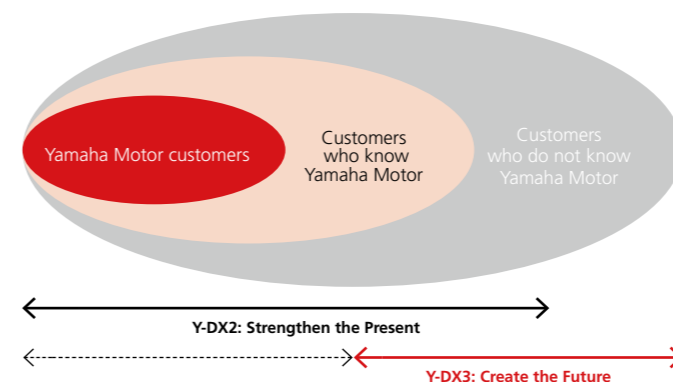 Yamaha Motor customers
Customers
who know
Yamaha Motor
Customers
who do not know
Yamaha Motor
Y-DX2: Strengthen the Present
Y-DX3: Create the Future